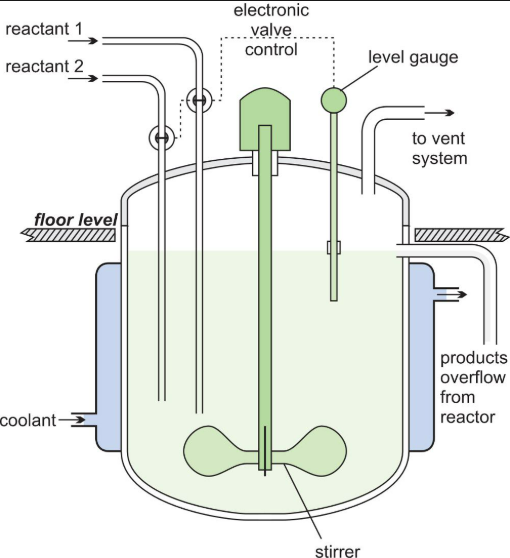 electronic
valve
control
reactant 1
reactant 2
level gauge
to vent
system
floor level
products
overflow
from
reactor
coolant
stirrer